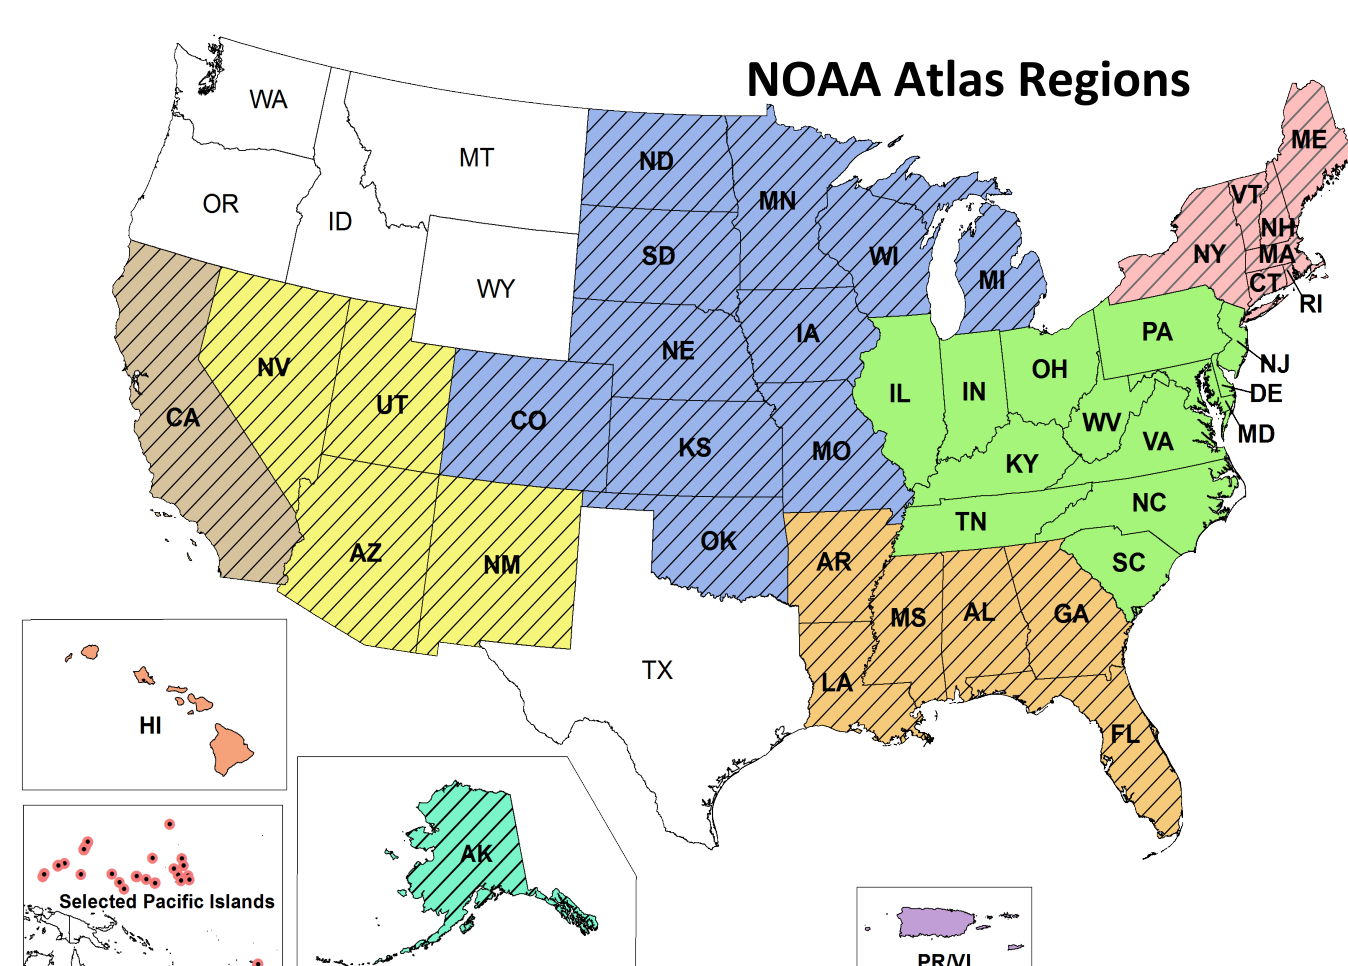 NOAA Atlas Regions
WA
MT
ND
MN
ME
OR
ID
SD
WI
MI
VT
NH
NY
MA
CT
RI
WY
NE
IA
PA
NJ
NV
UT
CO
KS
MO
IL
IN
OH
WV
VA
DE
MD
CA
KY
AZ
NM
OK
AR
TN
NC
SC
MS
AL
GA
TX
LA
FL
HI
AK
Selected Pacific Islands
PR/VI